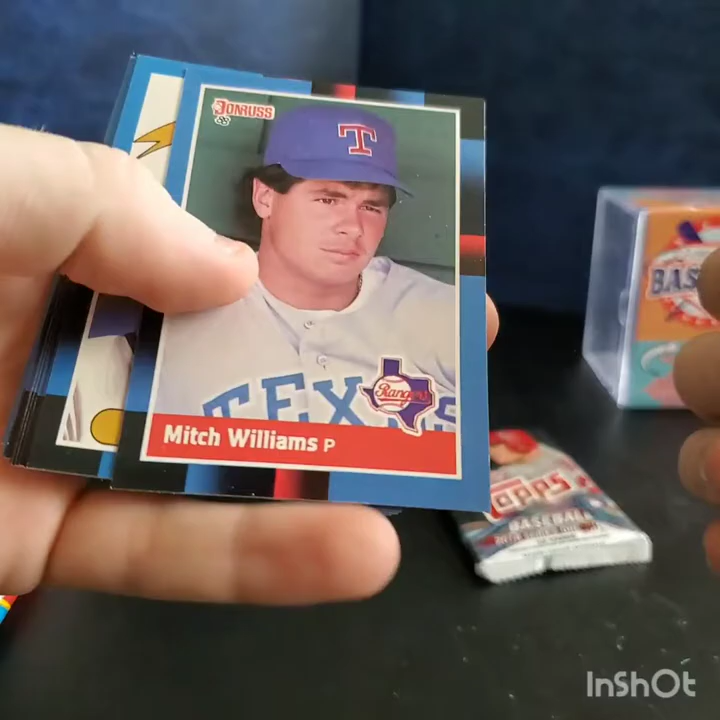 DONRUSS
88
T
TEXAS
Rangers
Mitch Williams P
BAS
TOPPS
BASEBALL
InShOt